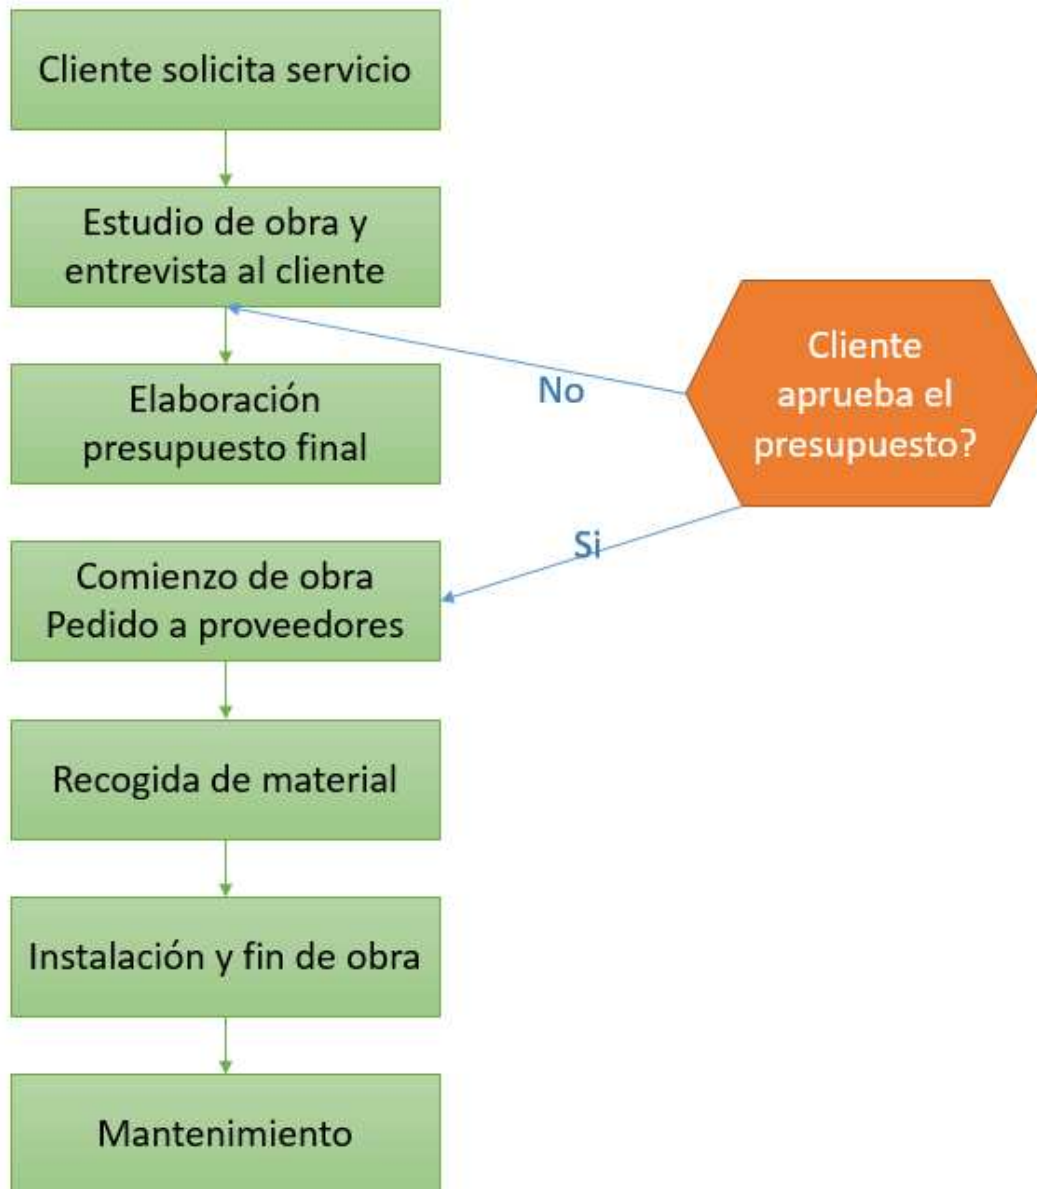 Cliente solicita servicio
Estudio de obra y
entrevista al cliente
Elaboración
presupuesto final
Cliente
aprueba el
presupuesto?
No
Si
Comienzo de obra
Pedido a proveedores
Recogida de material
Instalación y fin de obra
Mantenimiento